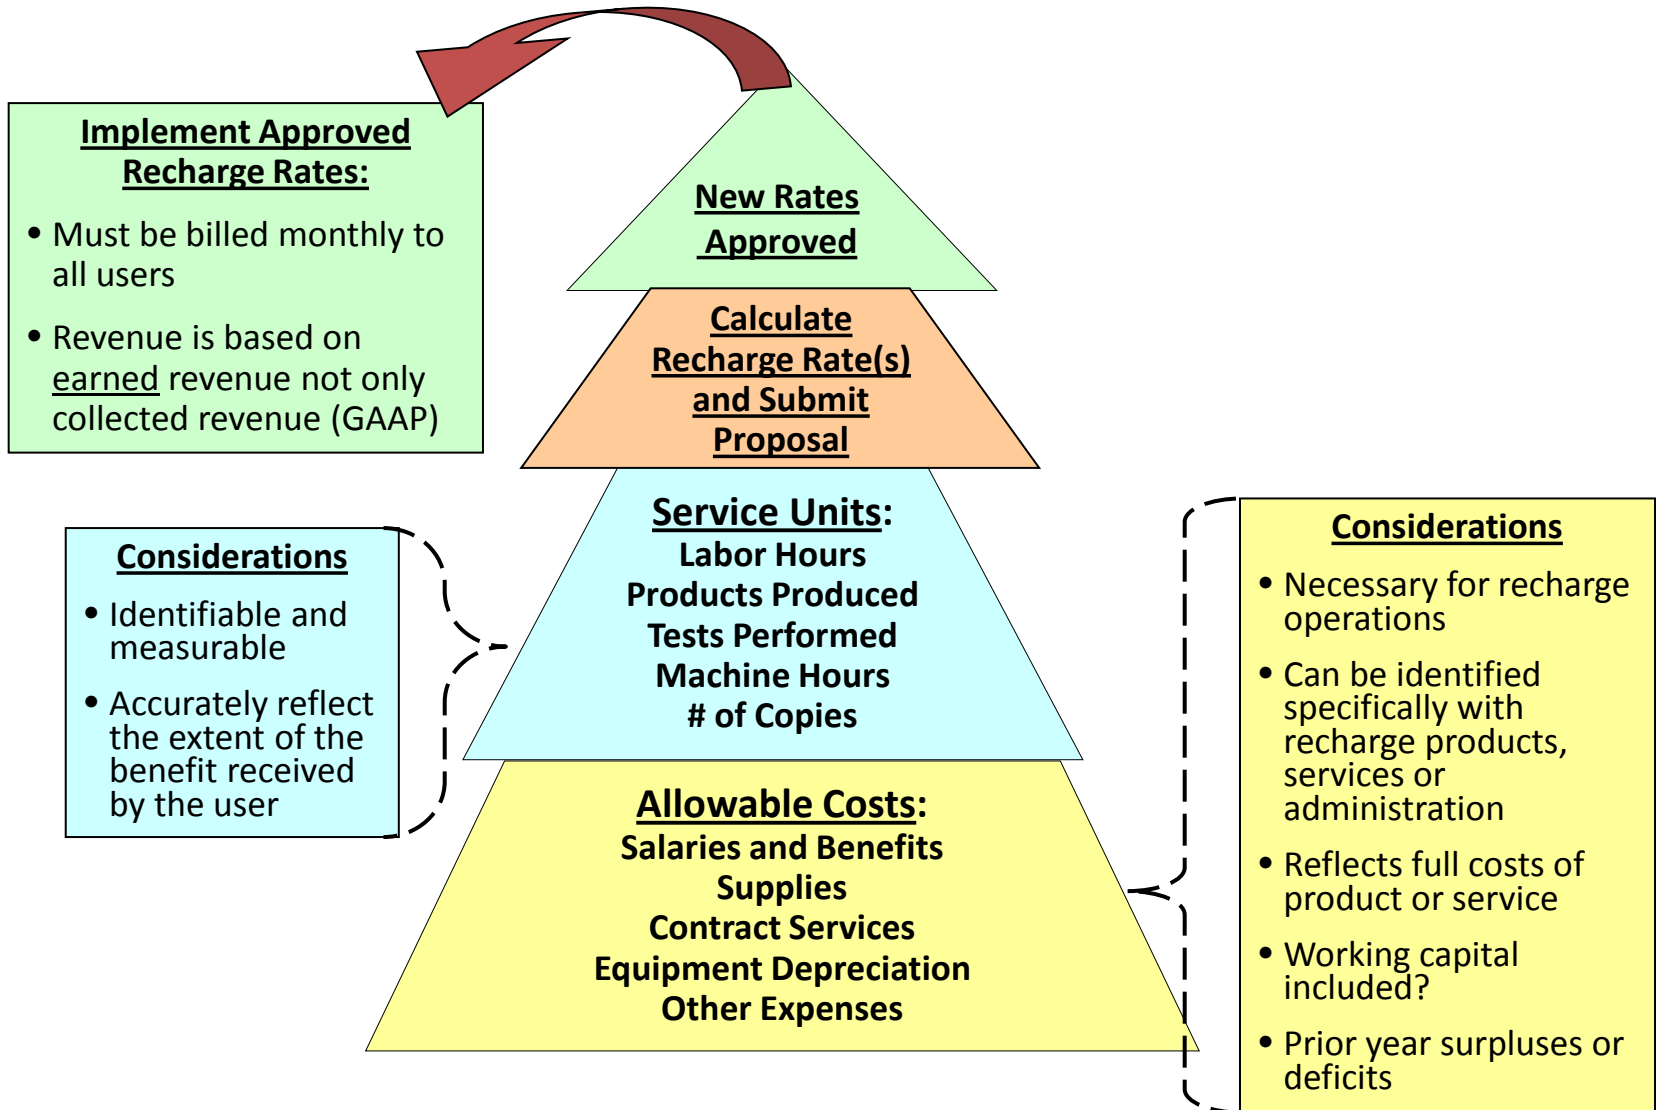 Implement Approved
Recharge Rates:
• Must be billed monthly to
all users
• Revenue is based on
earned revenue not only
collected revenue (GAAP)
New Rates
Approved
Calculate
Recharge Rate(s)
and Submit
Proposal
Considerations
• Identifiable and
measurable
• Accurately reflect
the extent of the
benefit received
by the user
Service Units:
Labor Hours
Products Produced
Tests Performed
Machine Hours
# of Copies
Allowable Costs:
Salaries and Benefits
Supplies
Contract Services
Equipment Depreciation
Other Expenses
Considerations
• Necessary for recharge
operations
• Can be identified
specifically with
recharge products,
services or
administration
• Reflects full costs of
product or service
• Working capital
included?
• Prior year surpluses or
deficits